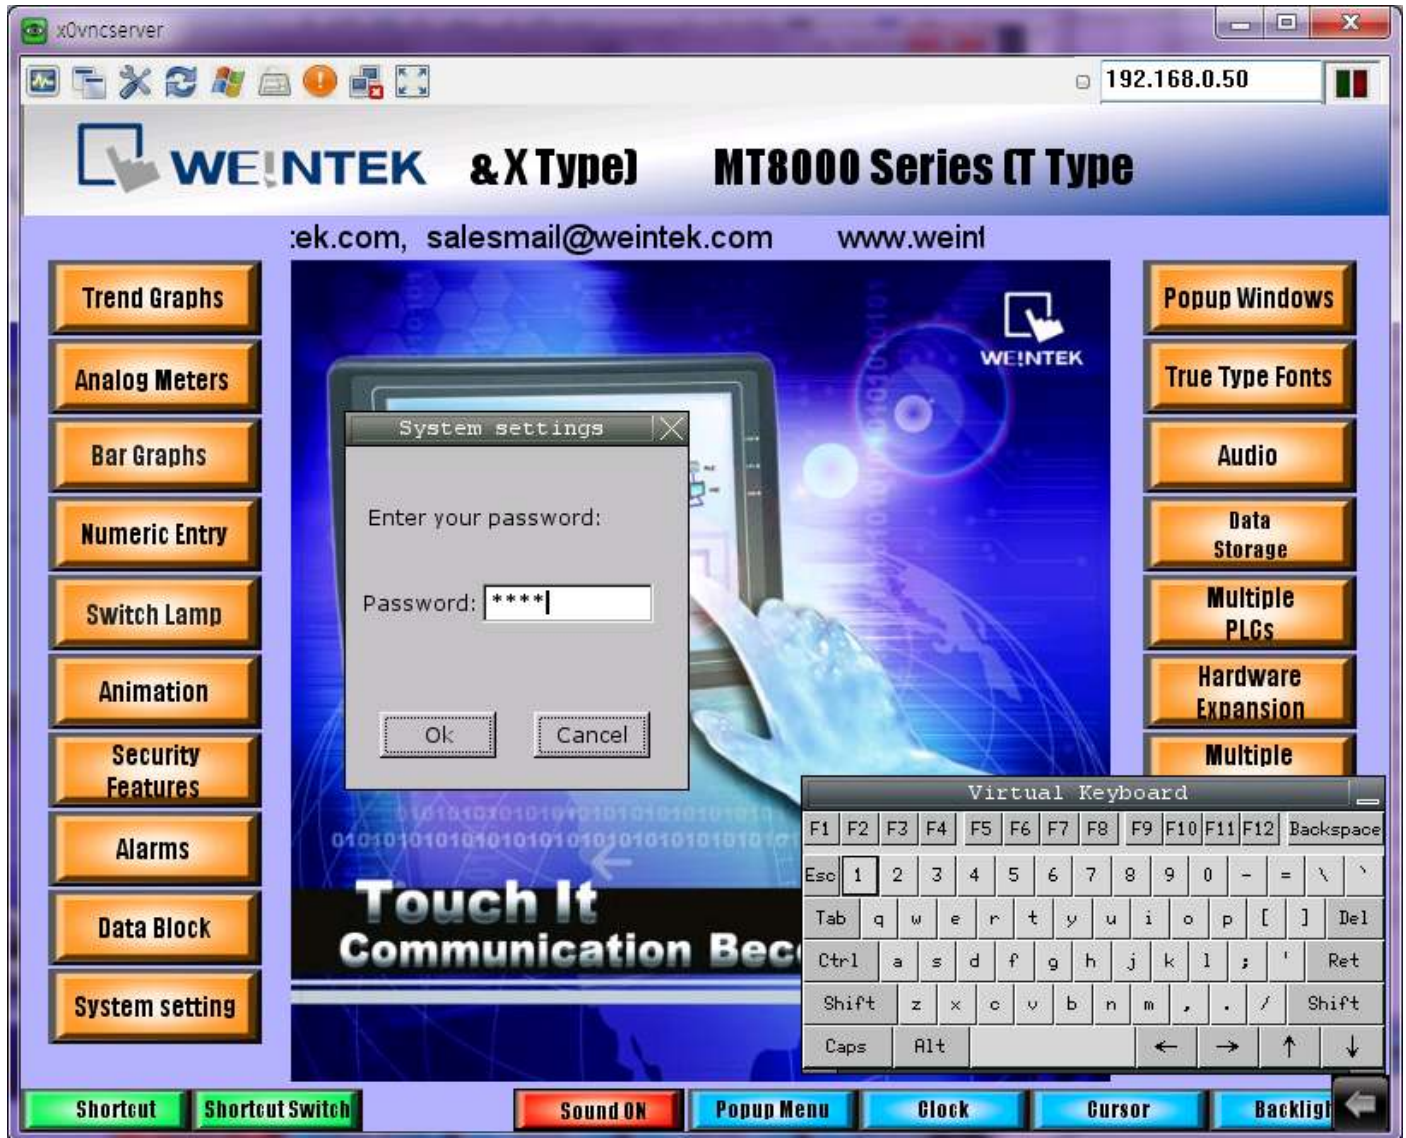 x0vncserver
192.168.0.50
WE!NTEK & X Type) MT8000 Series (T Type
:ek.com, salesmail@weintek.com www.weint
Trend Graphs
Analog Meters
Bar Graphs
Numeric Entry
Switch Lamp
Animation
Security
Features
Alarms
Data Block
System setting
WE!NTEK
System settings
Enter your password:
Password: ****
Ok Cancel
Touch It
Communication Bec
Popup Windows
True Type Fonts
Audio
Data
Storage
Multiple
PLCs
Hardware
Expansion
Multiple
Virtual Keyboard
F1 F2 F3 F4 F5 F6 F7 F8 F9 F10 F11 F12 Backspace
Esc 1 2 3 4 5 6 7 8 9 0 - = \ `
Tab q w e r t y u i o p [ ] Del
Ctrl a s d f g h j k l ; ' Ret
Shift z x c v b n m , . / Shift
Caps Alt ← → ↑ ↓
Shortcut Shortcut Switch Sound ON Popup Menu Clock Cursor Backligh